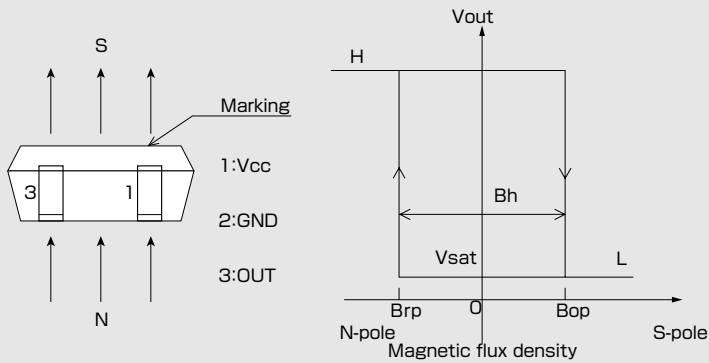 S
Marking
3
1
1:Vcc
2:GND
3:OUT
N
Vout
H
Bh
Vsat
L
Brp
0
Bop
N-pole
S-pole
Magnetic flux density